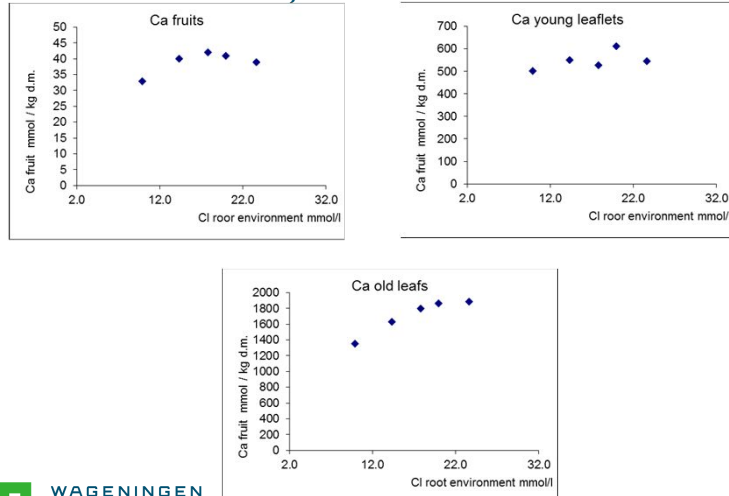 Ca fruits
Ca fruit mmol / kg d.m.
50
45
40
35
30
25
20
15
10
5
0
2.0 12.0 22.0 32.0
Cl roor environment mmol/l
Ca young leaflets
Ca fruit mmol / kg d.m.
700
600
500
400
300
200
100
0
2.0 12.0 22.0 32.0
Cl roor environment mmol/l
Ca old leafs
Ca fruit mmol / kg d.m.
2000
1800
1600
1400
1200
1000
800
600
400
200
0
2.0 12.0 22.0 32.0
Cl root environment mmol/l
WAGENINGEN